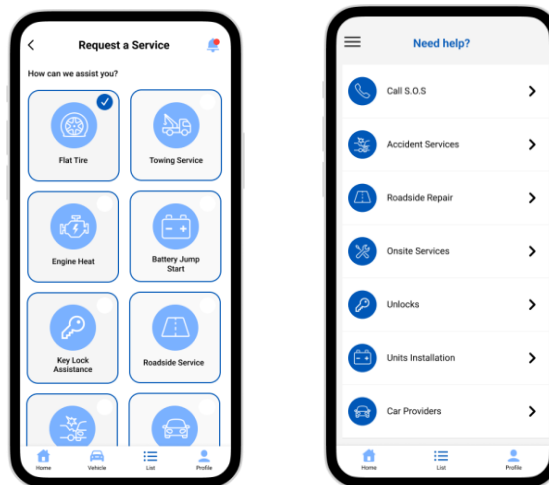 Request a Service
How can we assist you?
Flat Tire
Towing Service
Engine Heat
Battery Jump
Start
Key Lock
Assistance
Roadside Service
Home
Vehicle
List
Profile
Need help?
Call S.O.S
Accident Services
Roadside Repair
Onsite Services
Unlocks
Units Installation
Car Providers
Home
List
Profile